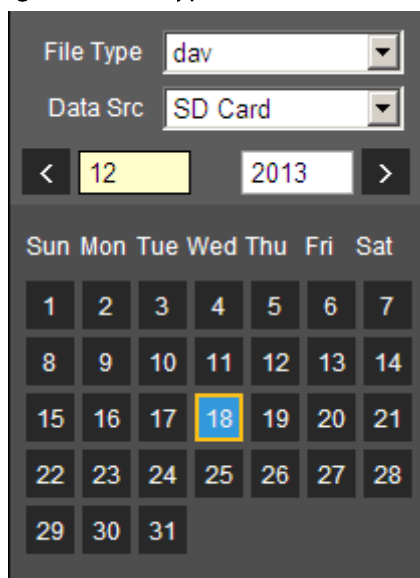 File Type dav
Data Src SD Card
< 12 2013 >
Sun Mon Tue Wed Thu Fri Sat
1 2 3 4 5 6 7
8 9 10 11 12 13 14
15 16 17 18 19 20 21
22 23 24 25 26 27 28
29 30 31